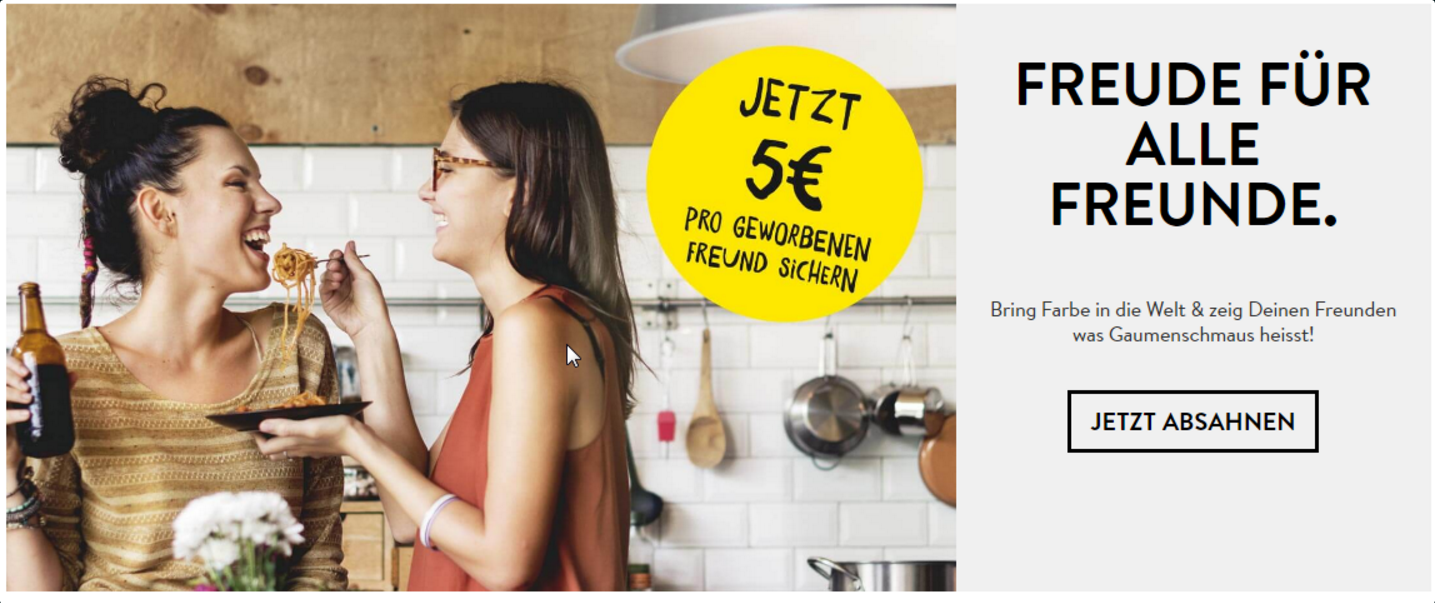 JETZT
5€
PRO GEWORBENEN
FREUND SICHERN
FREUDE FÜR
ALLE
FREUNDE.
Bring Farbe in die Welt & zeig Deinen Freunden
was Gaumenschmaus heisst!
JETZT ABSAHNEN